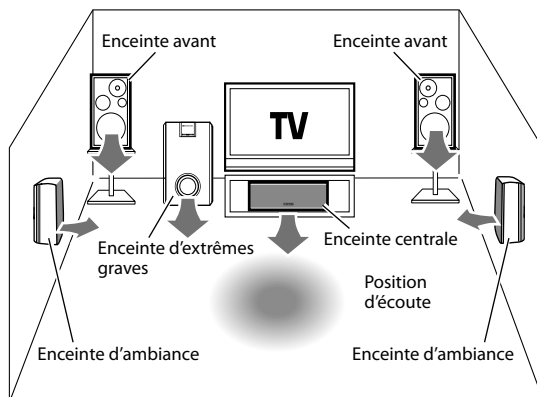 Enceinte avant
Enceinte avant
TV
Enceinte d’extrêmes
graves
Enceinte centrale
Position
d’écoute
Enceinte d’ambiance
Enceinte d’ambiance